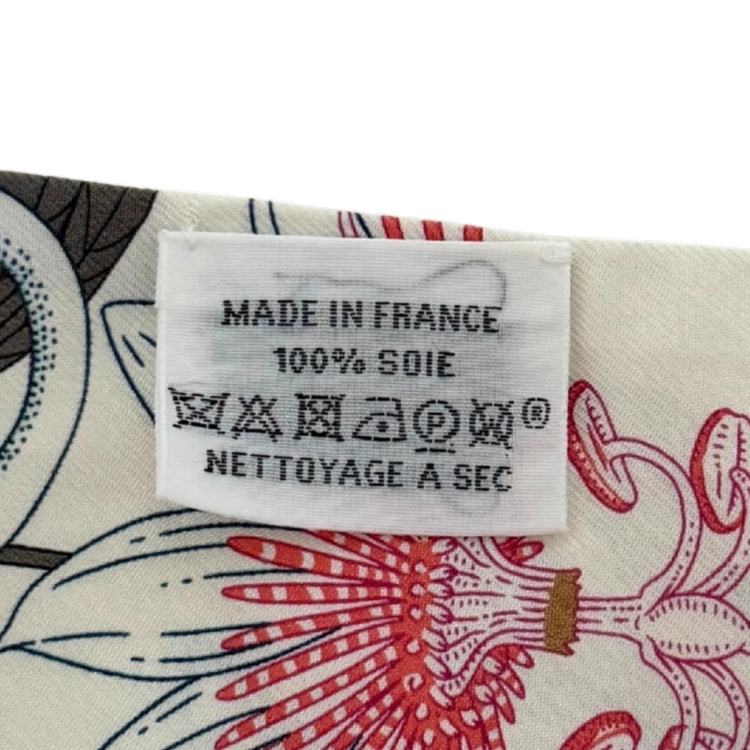 MADE IN FRANCE
100% SOIE
P W ®
NETTOYAGE A SEC